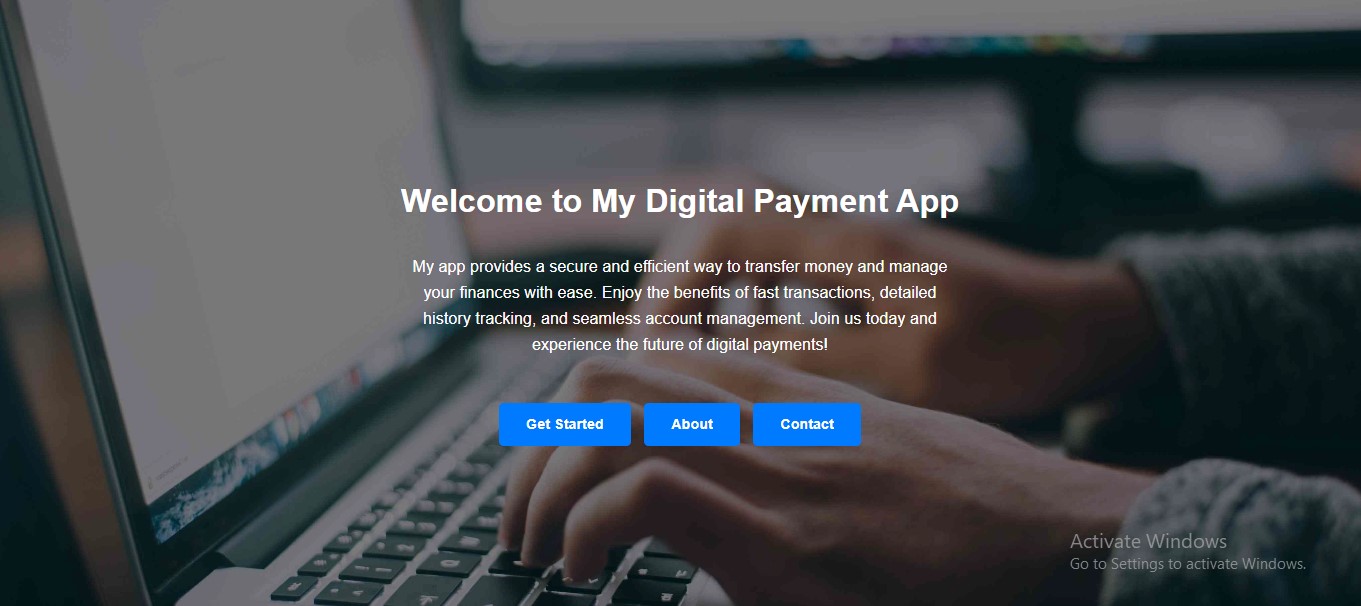 Welcome to My Digital Payment App
My app provides a secure and efficient way to transfer money and manage
your finances with ease. Enjoy the benefits of fast transactions, detailed
history tracking, and seamless account management. Join us today and
experience the future of digital payments!
Get Started About Contact
Activate Windows
Go to Settings to activate Windows.